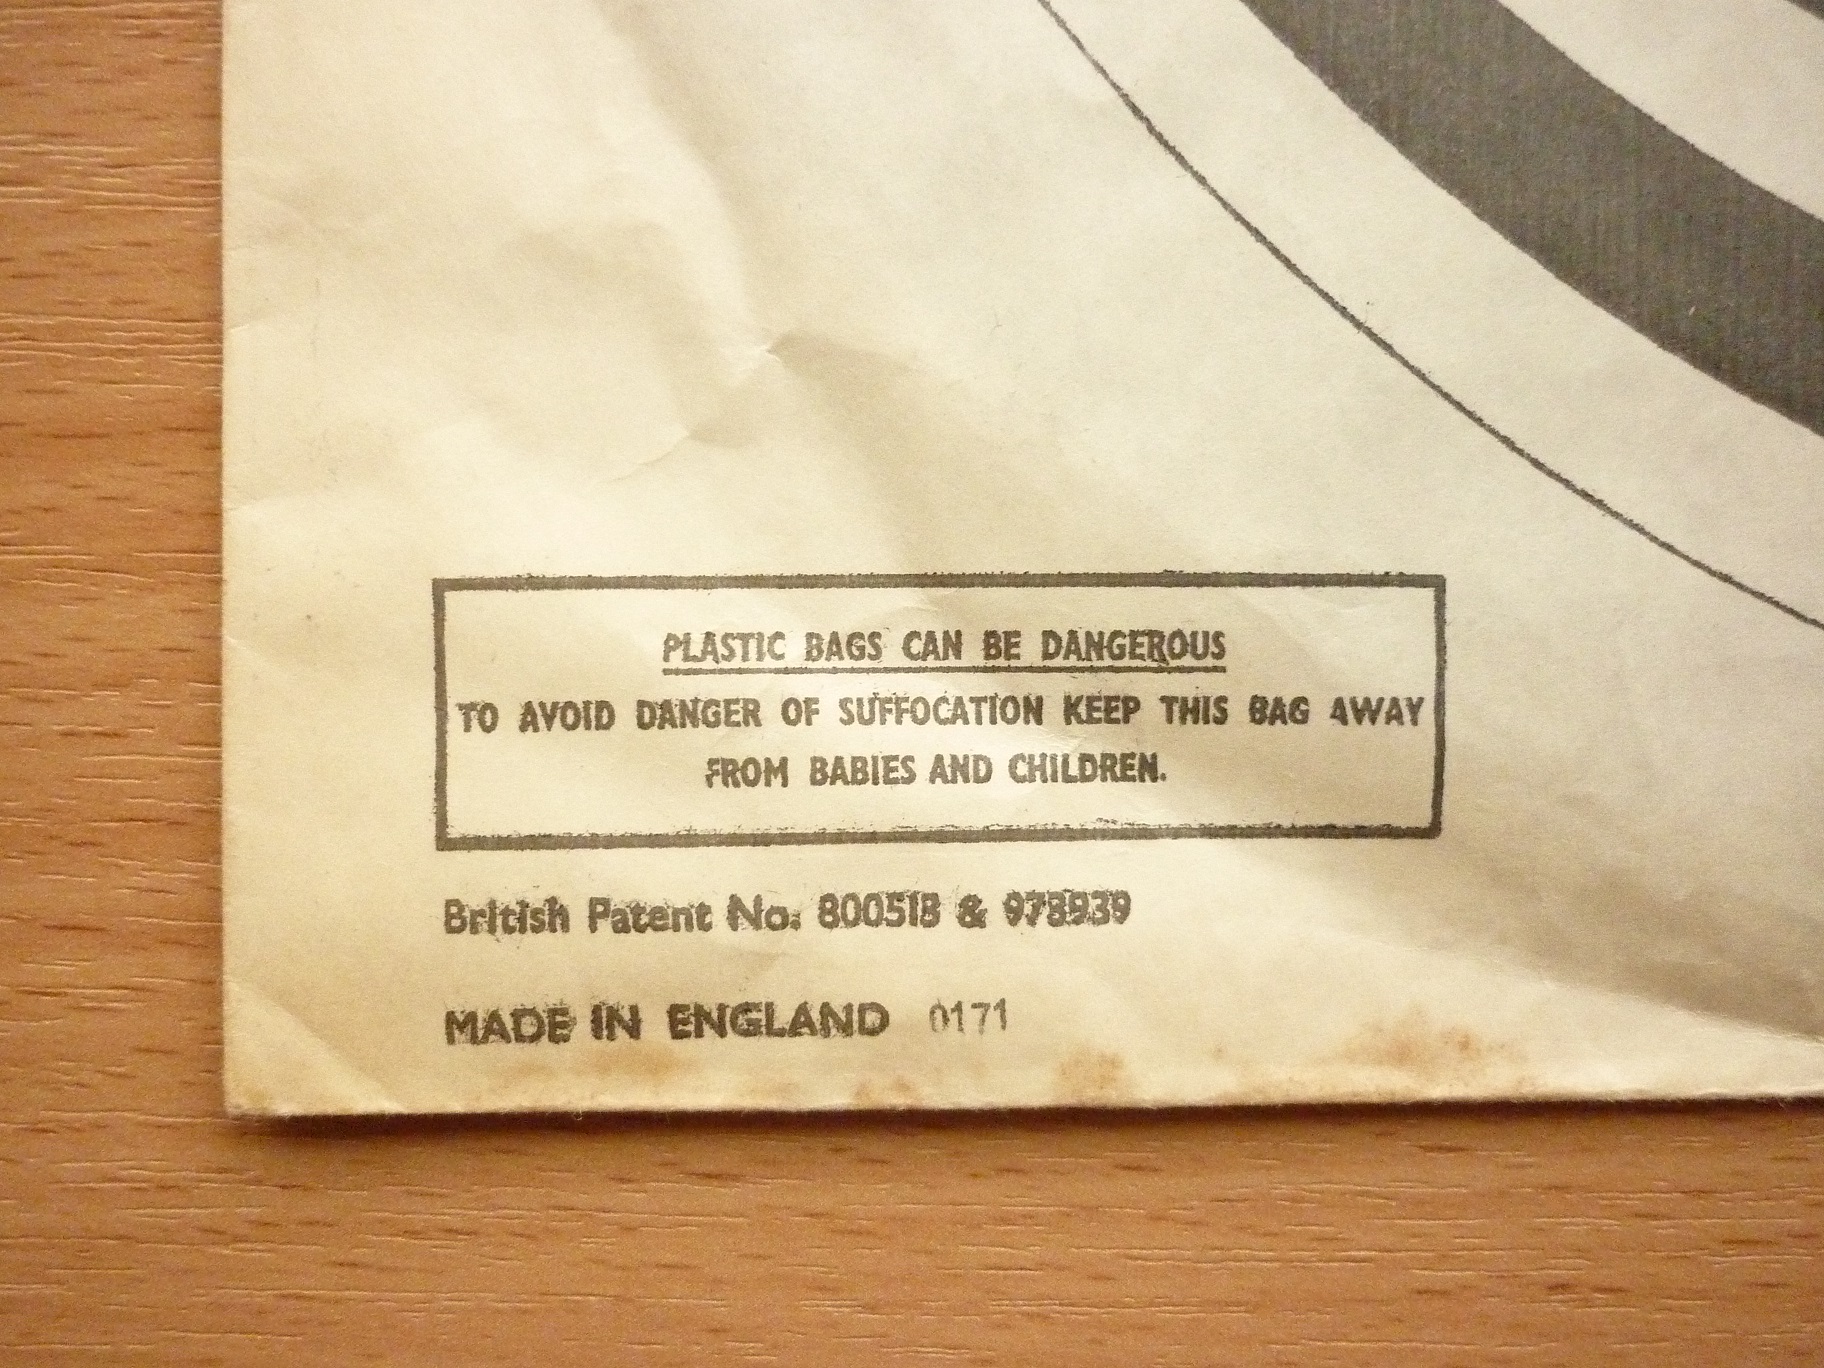 PLASTIC BAGS CAN BE DANGEROUS
TO AVOID DANGER OF SUFFOCATION KEEP THIS BAG AWAY
FROM BABIES AND CHILDREN.
British Patent No. 800518 & 973939
MADE IN ENGLAND 0171